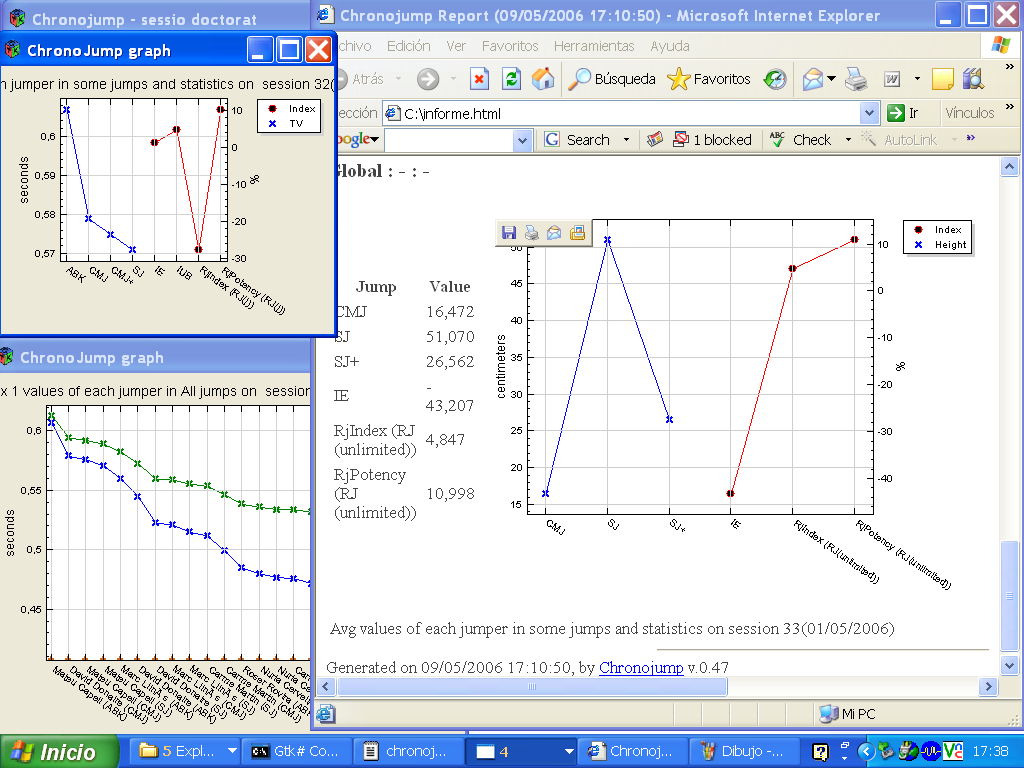 Chronojump - sessio doctorat
Chronojump Report (09/05/2006 17:10:50) - Microsoft Internet Explorer
ChronoJump graph
chivo Edición Ver Favoritos Herramientas Ayuda
Atrás Búsqueda Favoritos
n jumper in some jumps and statistics on session 32(
ección C:\informe.html Ir Vínculos
oogle Search 1 blocked Check AutoLink
Index
TV
0,6
0,59
0,58
0,57
seconds
10
0
-10
-20
-30
%
ABK
CMJ
CMJ+
SJ
IE
IUB
RjIndex (RJ(j))
RjPotency (RJ(j))
Global : - : -
Jump Value
CMJ 16,472
SJ 51,070
SJ+ 26,562
IE -
43,207
RjIndex (RJ
(unlimited)) 4,847
RjPotency
(RJ 10,998
(unlimited))
Index
Height
50
45
40
35
30
25
20
15
centimeters
10
0
-10
-20
-30
-40
%
CMJ
SJ
SJ+
IE
RjIndex (RJ(unlimited))
RjPotency (RJ(unlimited))
Avg values of each jumper in some jumps and statistics on session 33(01/05/2006)
Generated on 09/05/2006 17:10:50, by Chronojump v.0.47
Mi PC
ChronoJump graph
x 1 values of each jumper in All jumps on session
0,6
0,55
0,5
0,45
seconds
Mateu Capell (ABK)
David Donaire (CMJ)
Mateu Capell (CMJ)
Mateu Capell (SJ)
David Donaire (ABK)
David Donaire (SJ)
Carme Martin (SJ)
Carme Martin (CMJ)
Inicio 5 Expl... Gtk # Co... chronoj... 4 Chronoj... Dibujo -... 17:38